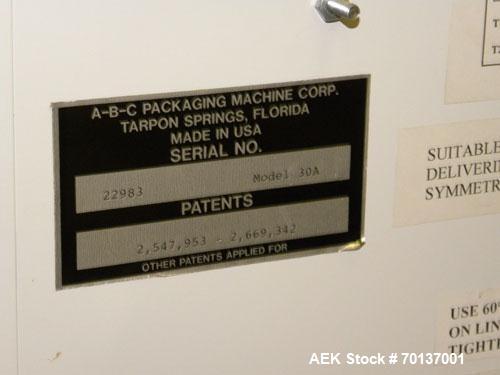 A-B-C PACKAGING MACHINE CORP.
TARPON SPRINGS, FLORIDA
MADE IN USA
SERIAL NO.
22983 Model 30A
PATENTS
2,547,953 - 2,669,342
OTHER PATENTS APPLIED FOR
SUITABLE
DELIVERIN
SYMMETR
USE 60°
ON LIN
TIGHTE
AEK Stock # 70137001